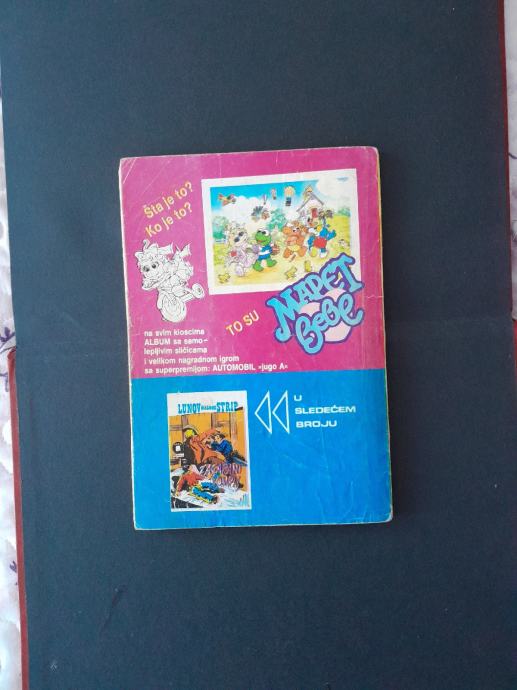 Šta je to?
Ko je to?
TO SU
MAPET
BEBE
na svim kioscima
ALBUM sa samo-
lepljivim sličicama
i velikom nagradnom igrom
sa superpremijom: AUTOMOBIL »jugo A«
U
SLEDEĆEM
BROJU
LUNOV MAGNUS STRIP